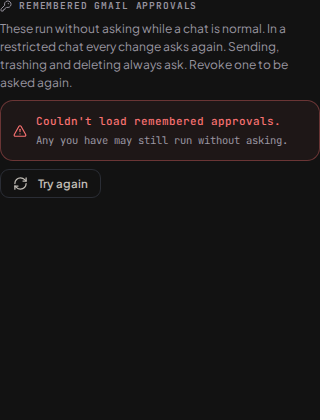 REMEMBERED GMAIL APPROVALS
These run without asking while a chat is normal. In a
restricted chat every change asks again. Sending,
trashing and deleting always ask. Revoke one to be
asked again.
Couldn't load remembered approvals.
Any you have may still run without asking.
Try again